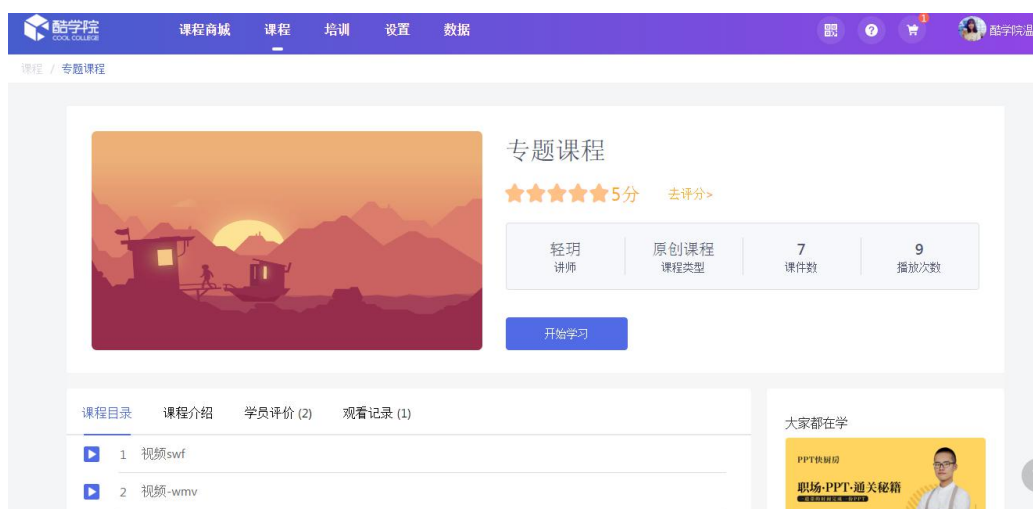 酷学院
COOL COLLEGE
课程商城 课程 培训 设置 数据
1
酷学院温
课程 / 专题课程
专题课程
5分 去评分>
轻玥 原创课程 7 9
讲师 课程类型 课件数 播放次数
开始学习
课程目录 课程介绍 学员评价 (2) 观看记录 (1)
大家都在学
1 视频swf
2 视频-wmv
PPT快厨房
职场·PPT·通关秘籍